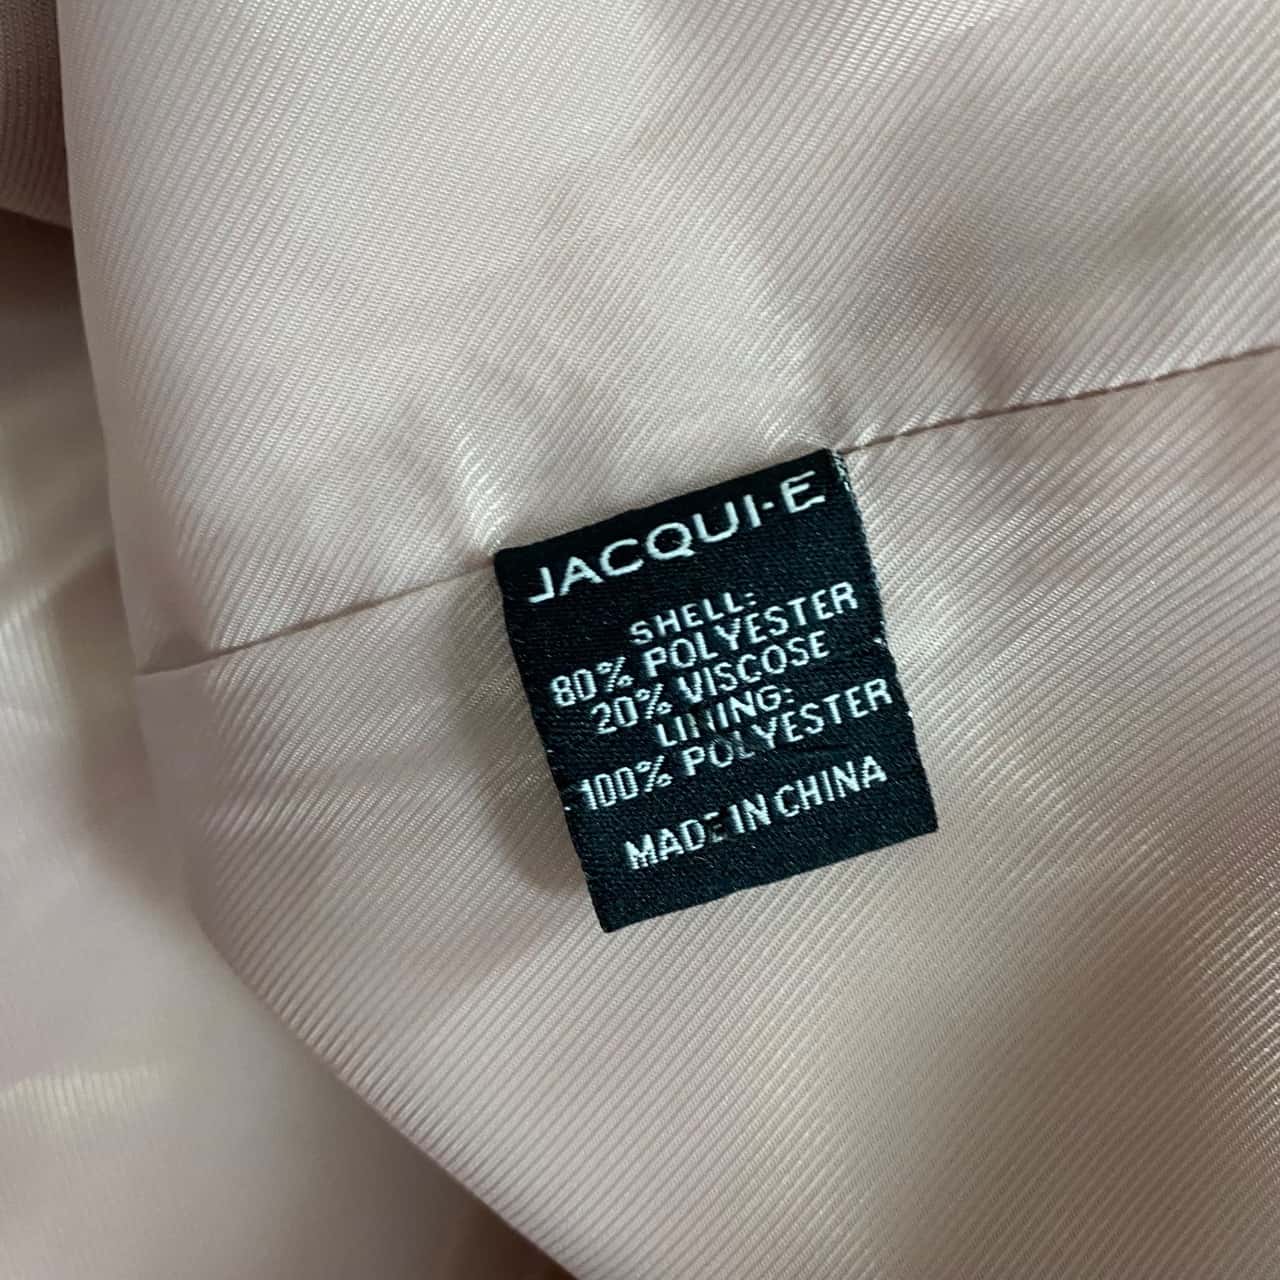 JACQUI-E
SHELL:
80% POLYESTER
20% VISCOSE
LINING:
100% POLYESTER
MADE IN CHINA